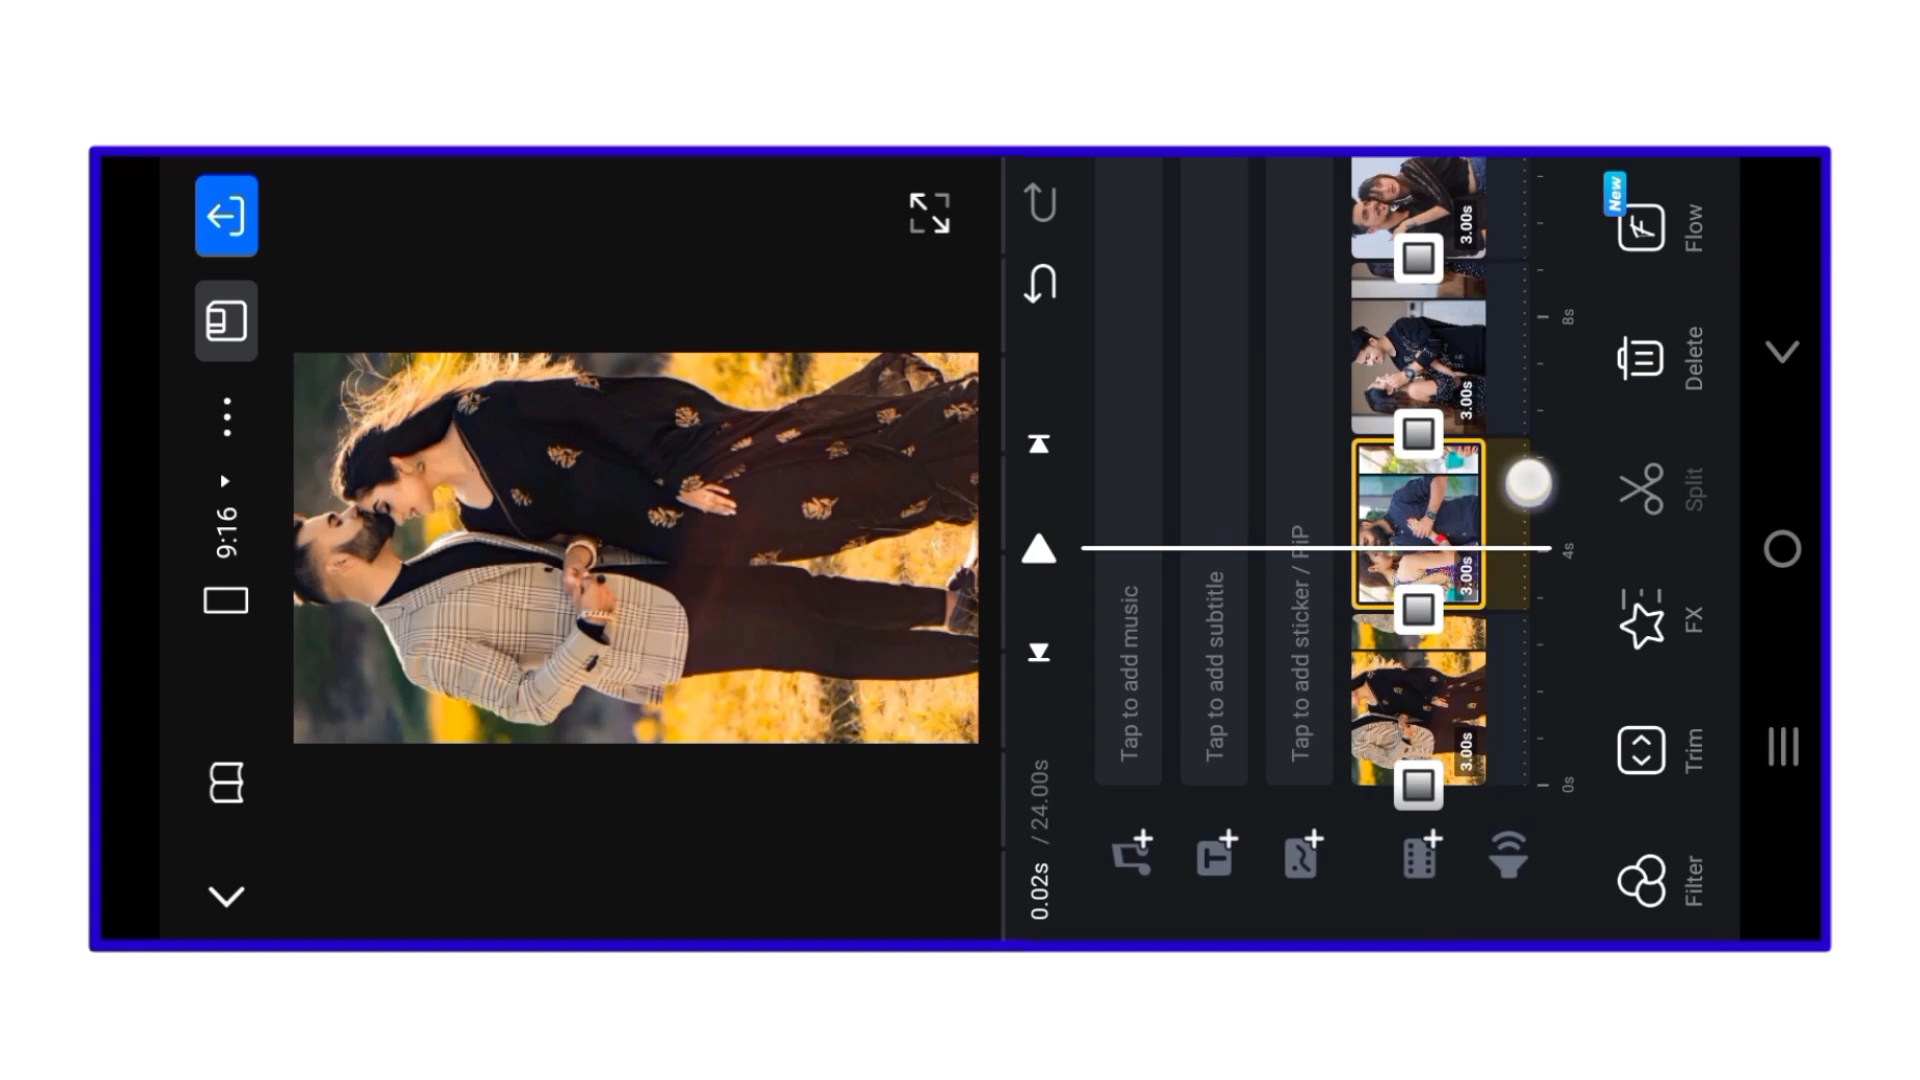 9:16
0.02s / 24.00s
Tap to add music
Tap to add subtitle
Tap to add sticker / PiP
3.00s
3.00s
3.00s
3.00s
0s
4s
8s
New
Filter
Trim
FX
Split
Delete
Flow